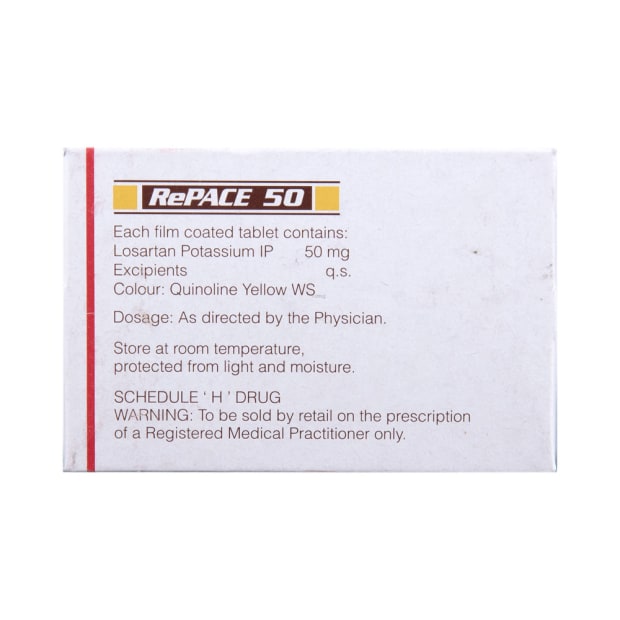 RePACE 50
Each film coated tablet contains:
Losartan Potassium IP 50 mg
Excipients q.s.
Colour: Quinoline Yellow WS
Dosage: As directed by the Physician.
Store at room temperature,
protected from light and moisture.
SCHEDULE ' H ' DRUG
WARNING: To be sold by retail on the prescription
of a Registered Medical Practitioner only.